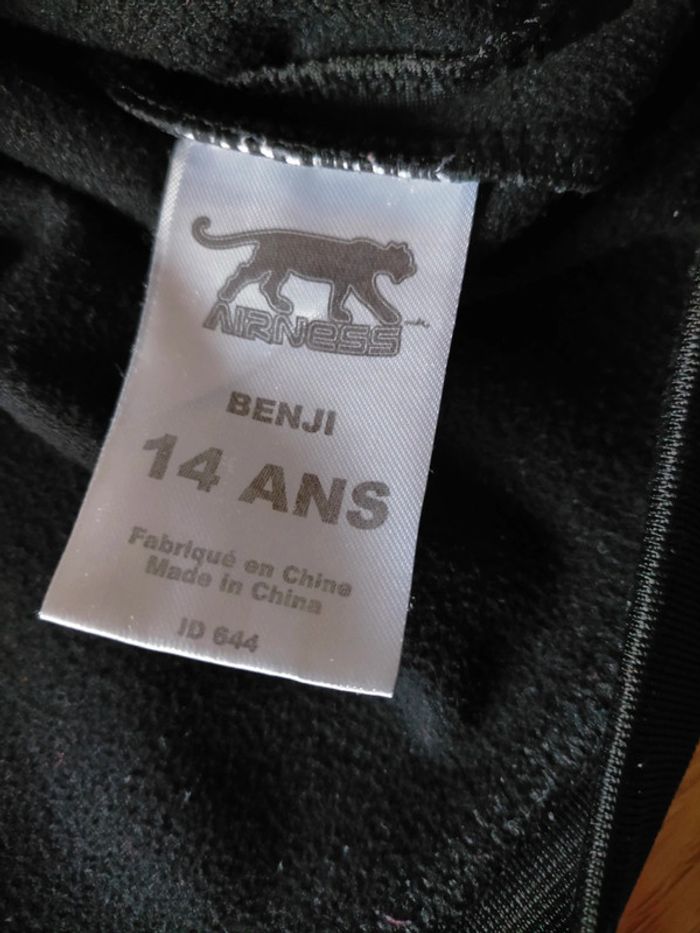 AIRNESS
BENJI
14 ANS
Fabriqué en Chine
Made in China
ID 644